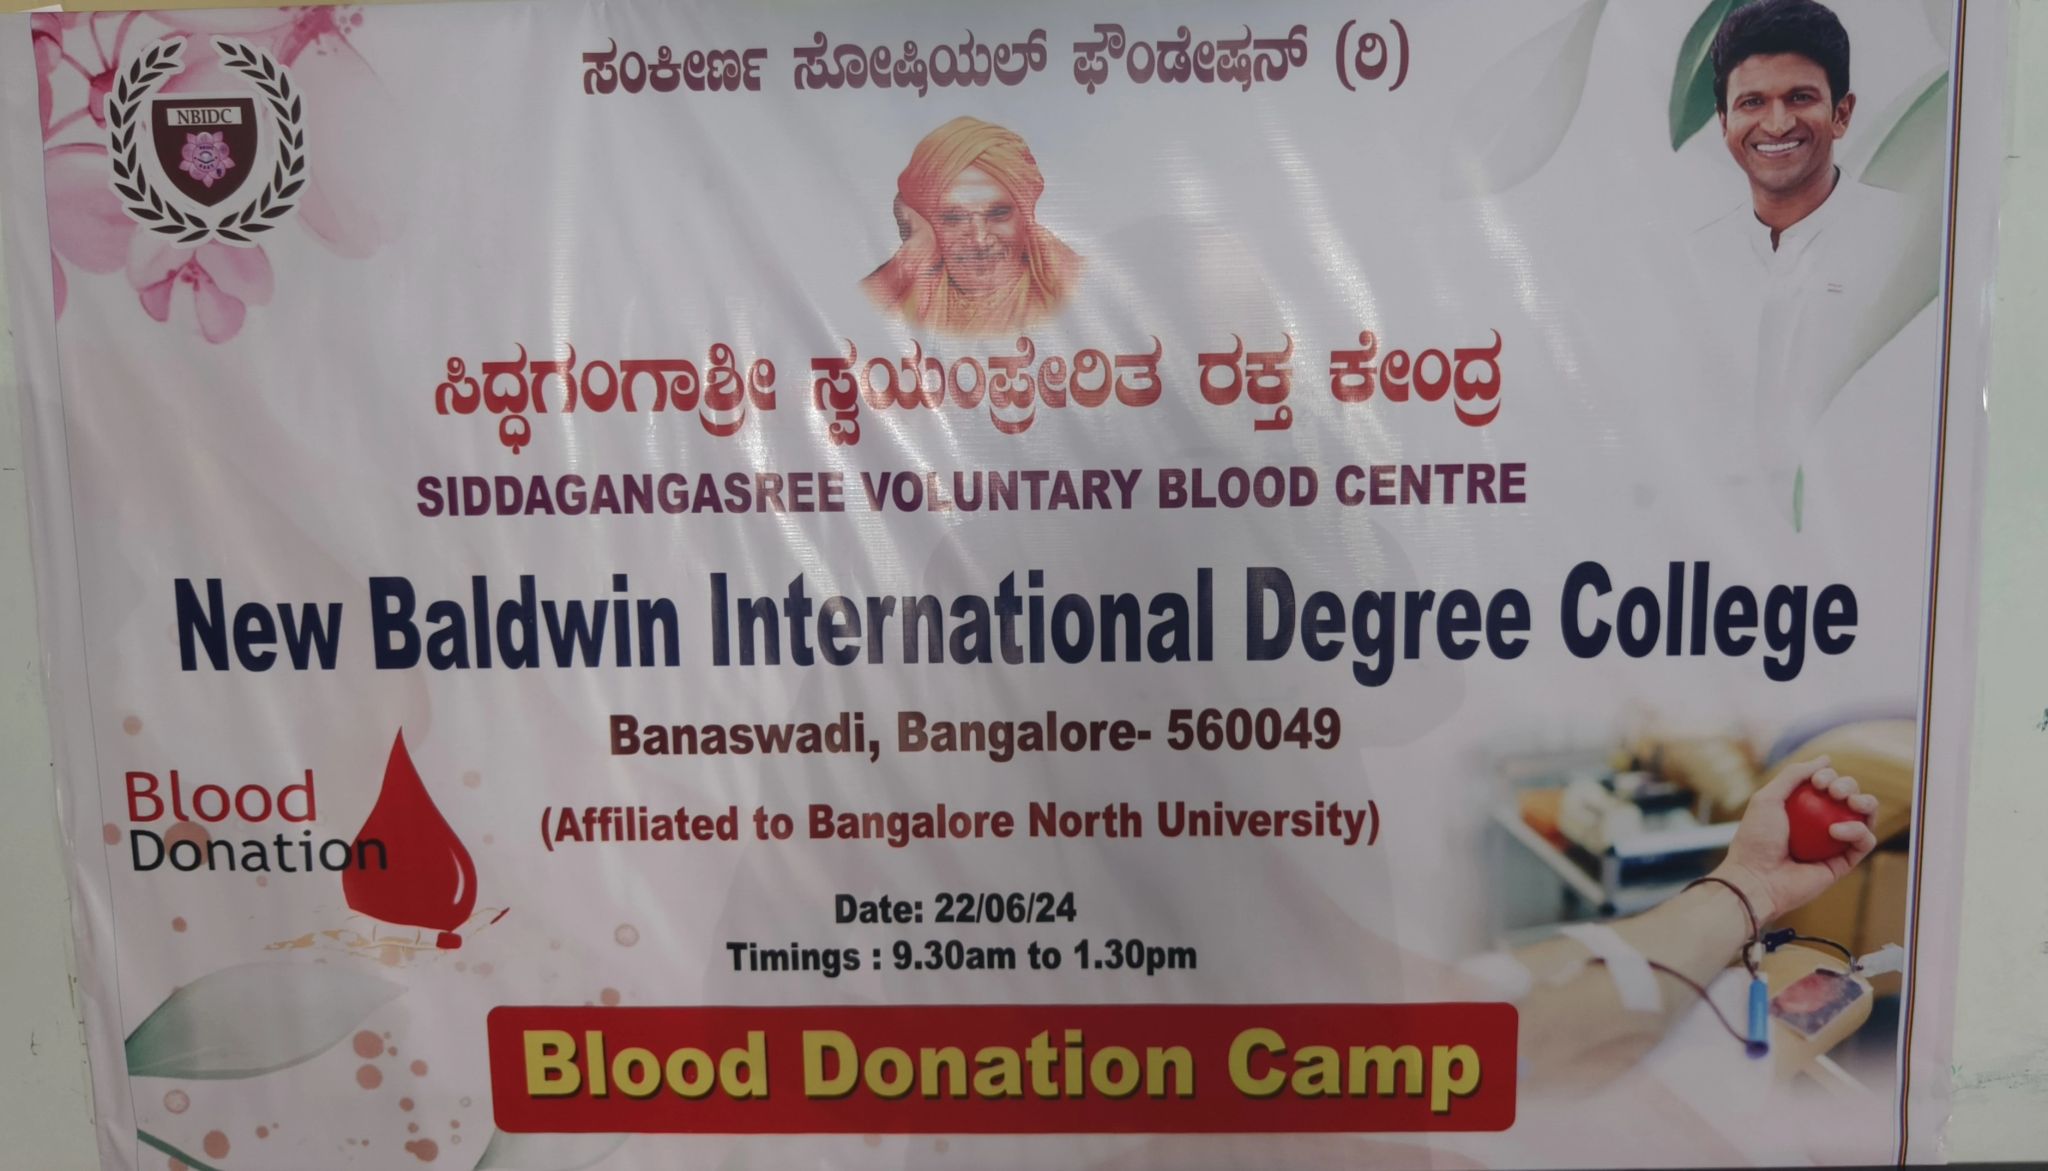 ಸಂಕೀರ್ಣ ಸೋಷಿಯಲ್ ಫೌಂಡೇಷನ್ (ರಿ)
NBIDC
ಸಿದ್ಧಗಂಗಾಶ್ರೀ ಸ್ವಯಂಪ್ರೇರಿತ ರಕ್ತ ಕೇಂದ್ರ
SIDDAGANGASREE VOLUNTARY BLOOD CENTRE
New Baldwin International Degree College
Banaswadi, Bangalore- 560049
(Affiliated to Bangalore North University)
Blood
Donation
Date: 22/06/24
Timings : 9.30am to 1.30pm
Blood Donation Camp